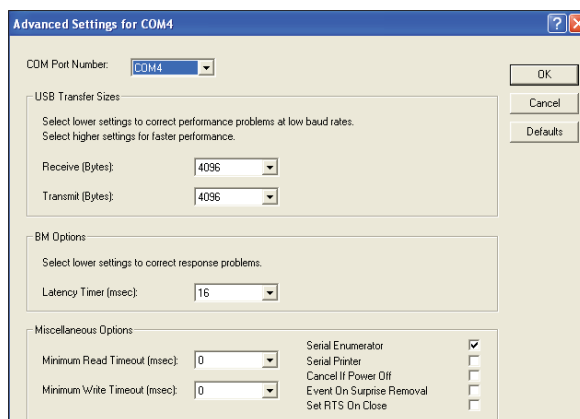 Advanced Settings for COM4
COM Port Number:
COM4
OK
Cancel
Defaults
USB Transfer Sizes
Select lower settings to correct performance problems at low baud rates.
Select higher settings for faster performance.
Receive (Bytes):
4096
Transmit (Bytes):
4096
BM Options
Select lower settings to correct response problems.
Latency Timer (msec):
16
Miscellaneous Options
Minimum Read Timeout (msec):
0
Minimum Write Timeout (msec):
0
Serial Enumerator
Serial Printer
Cancel If Power Off
Event On Surprise Removal
Set RTS On Close